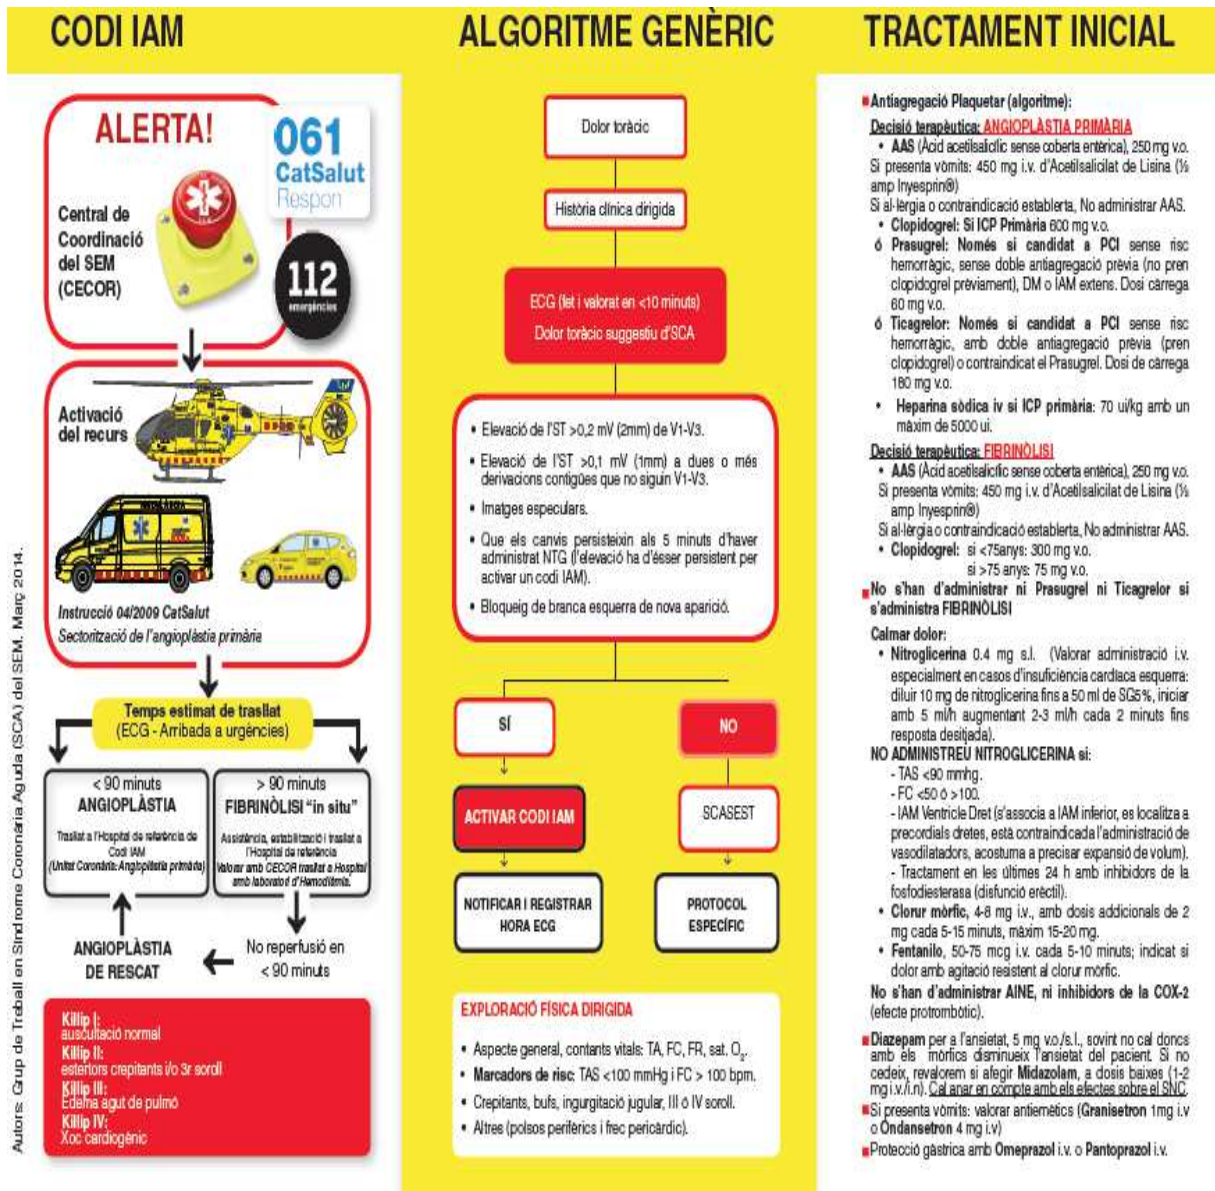 CODI IAM
ALERTA!
061
CatSalut
Respon
Central de
Coordinació
del SEM
(CECOR)
112
emergències
Activació
del recurs
Instrucció 04/2009 CatSalut
Sectorització de l'angioplàstia primària
Temps estimat de trasllat
(ECG - Arribada a urgències)
< 90 minuts
ANGIOPLÀSTIA
Trasllat a l'Hospital de referència de
Codi IAM
(Unitat Coronària: Angioplàstia primària)
> 90 minuts
FIBRINÒLISI "in situ"
Assistència, estabilització i trasllat a
l'Hospital de referència
Valorar amb CECOR trasllat a Hospital
amb laboratori d'Hemodinàmia.
ANGIOPLÀSTIA
DE RESCAT
No reperfusió en
< 90 minuts
Killip I:
auscultació normal
Killip II:
estertors crepitants i/o 3r soroll
Killip III:
Edema agut de pulmó
Killip IV:
Xoc cardiogènic
Autors: Grup de Treball en Síndrome Coronària Aguda (SCA) del SEM. Març 2014.
ALGORITME GENÈRIC
Dolor toràcic
Història clínica dirigida
ECG (fet i valorat en <10 minuts)
Dolor toràcic suggestiu d'SCA
• Elevació de l'ST >0,2 mV (2mm) de V1-V3.
• Elevació de l'ST >0,1 mV (1mm) a dues o més
derivacions contigües que no siguin V1-V3.
• Imatges especulars.
• Que els canvis persisteixin als 5 minuts d'haver
administrat NTG (l'elevació ha d'ésser persistent per
activar un codi IAM).
• Bloqueig de branca esquerra de nova aparició.
SÍ
NO
ACTIVAR CODI IAM
SCASEST
NOTIFICAR I REGISTRAR
HORA ECG
PROTOCOL
ESPECÍFIC
EXPLORACIÓ FÍSICA DIRIGIDA
• Aspecte general, contants vitals: TA, FC, FR, sat. O₂.
• Marcadors de risc: TAS <100 mmHg i FC > 100 bpm.
• Crepitants, bufs, ingurgitació jugular, III ó IV soroll.
• Altres (polsos perifèrics i frec pericàrdic).
TRACTAMENT INICIAL
Antiagregació Plaquetar (algoritme):
Decisió terapèutica: ANGIOPLÀSTIA PRIMÀRIA
• AAS (Àcid acetilsalicílic sense coberta entèrica), 250 mg v.o.
Si presenta vòmits: 450 mg i.v. d'Acetilsalicilat de Lisina (½
amp Inyesprin®)
Si al·lèrgia o contraindicació establerta, No administrar AAS.
• Clopidogrel: Si ICP Primària 600 mg v.o.
ó Prasugrel: Només si candidat a PCI sense risc
hemorràgic, sense doble antiagregació prèvia (no pren
clopidogrel prèviament), DM o IAM extens. Dosi càrrega
60 mg v.o.
ó Ticagrelor: Només si candidat a PCI sense risc
hemorràgic, amb doble antiagregació prèvia (pren
clopidogrel) o contraindicat el Prasugrel. Dosi de càrrega
180 mg v.o.
• Heparina sòdica iv si ICP primària: 70 ui/kg amb un
màxim de 5000 ui.
Decisió terapèutica: FIBRINÒLISI
• AAS (Àcid acetilsalicílic sense coberta entèrica), 250 mg v.o.
Si presenta vòmits: 450 mg i.v. d'Acetilsalicilat de Lisina (½
amp Inyesprin®)
Si al·lèrgia o contraindicació establerta, No administrar AAS.
• Clopidogrel: si <75anys: 300 mg v.o.
si >75 anys: 75 mg v.o.
No s'han d'administrar ni Prasugrel ni Ticagrelor si
s'administra FIBRINÒLISI
Calmar dolor:
• Nitroglicerina 0.4 mg s.l. (Valorar administració i.v.
especialment en casos d'insuficiència cardíaca esquerra:
diluir 10 mg de nitroglicerina fins a 50 ml de SG5%, iniciar
amb 5 ml/h augmentant 2-3 ml/h cada 2 minuts fins
resposta desitjada).
NO ADMINISTREU NITROGLICERINA si:
- TAS <90 mmhg.
- FC <50 ó >100.
- IAM Ventricle Dret (s'associa a IAM inferior, es localitza a
precordials dretes, està contraindicada l'administració de
vasodilatadors, acostuma a precisar expansió de volum).
- Tractament en les últimes 24 h amb inhibidors de la
fosfodiesterasa (disfunció erèctil).
• Clorur mòrfic, 4-8 mg i.v., amb dosis addicionals de 2
mg cada 5-15 minuts, màxim 15-20 mg.
• Fentanilo, 50-75 mcg i.v. cada 5-10 minuts; indicat si
dolor amb agitació resistent al clorur mòrfic.
No s'han d'administrar AINE, ni inhibidors de la COX-2
(efecte protrombòtic).
Diazepam per a l'ansietat, 5 mg v.o./s.l., sovint no cal doncs
amb els mòrfics disminueix l'ansietat del pacient. Si no
cedeix, revalorem si afegir Midazolam, a dosis baixes (1-2
mg i.v./i.n). Cal anar en compte amb els efectes sobre el SNC.
Si presenta vòmits: valorar antiemètics (Granisetron 1mg i.v
o Ondansetron 4 mg i.v)
Protecció gàstrica amb Omeprazol i.v. o Pantoprazol i.v.